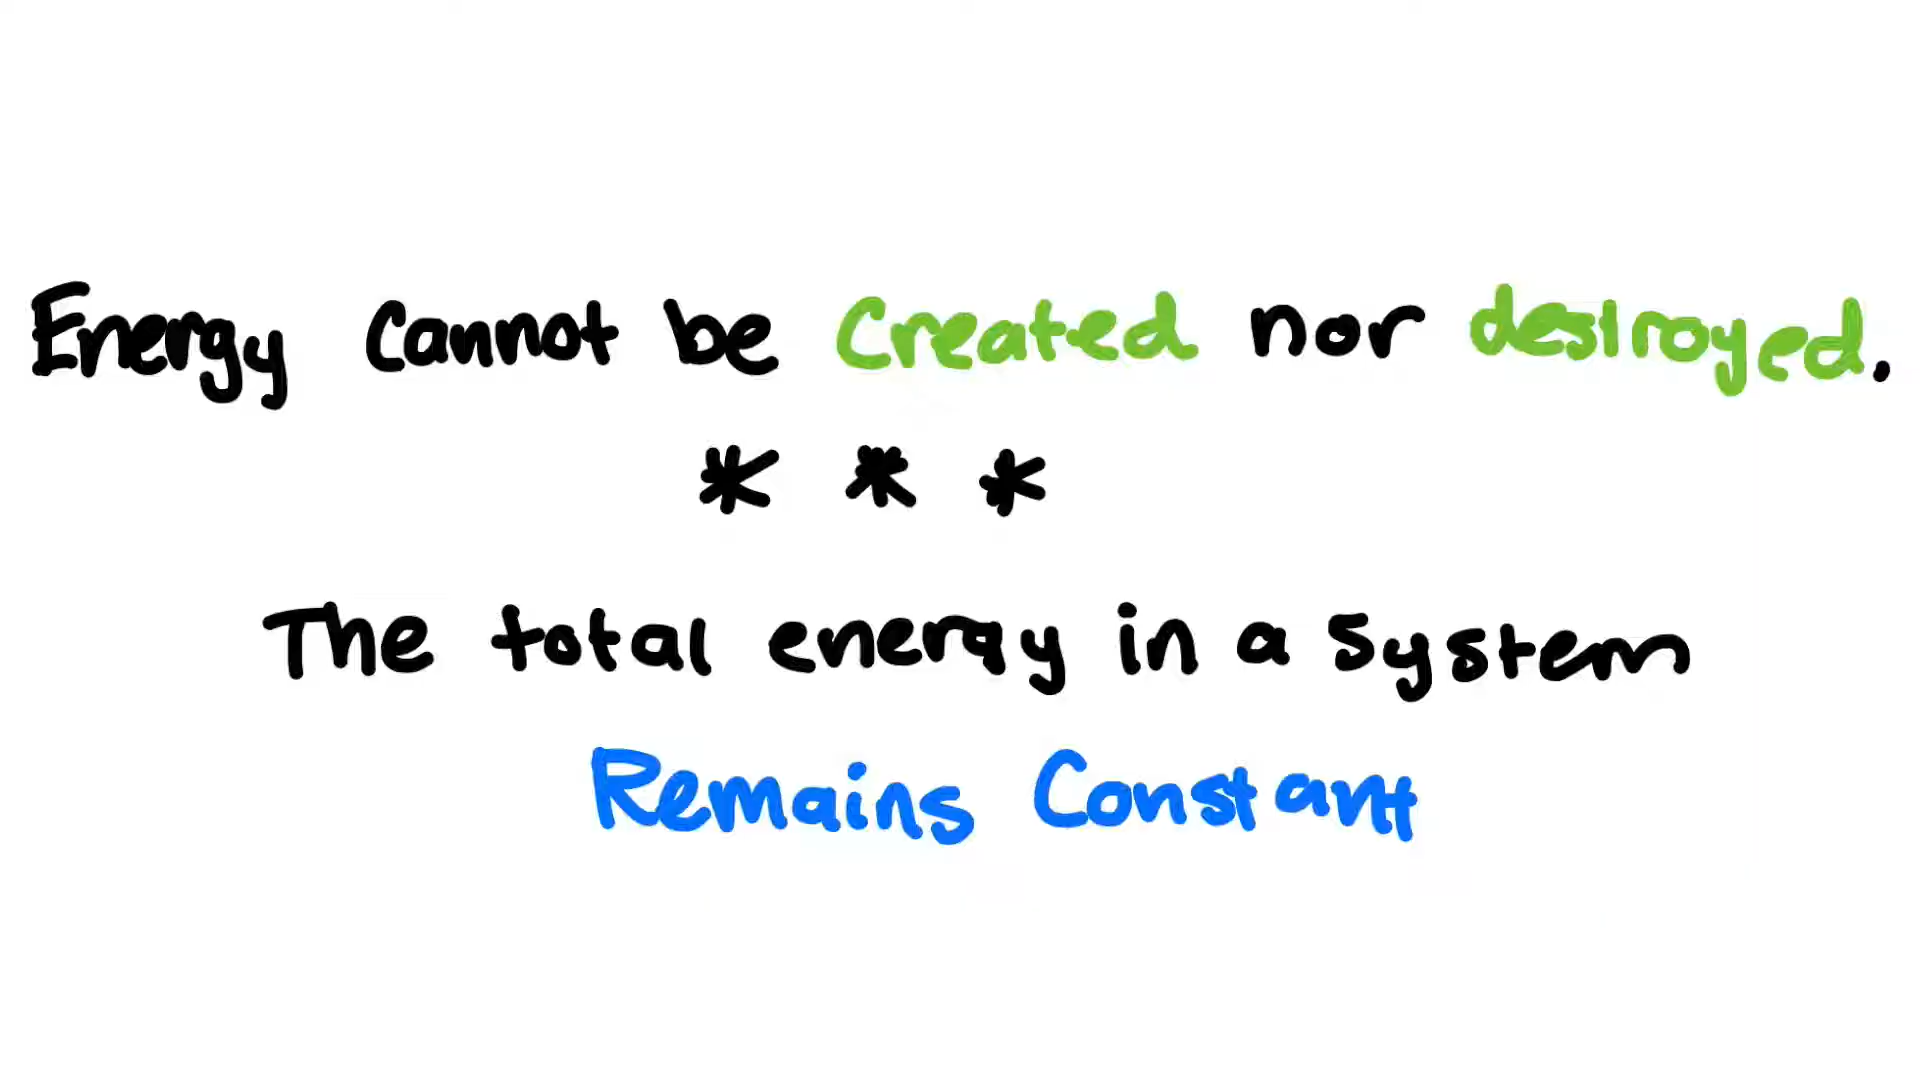 Energy Cannot be Created nor destroyed.
* * *
The total energy in a System
Remains Constant